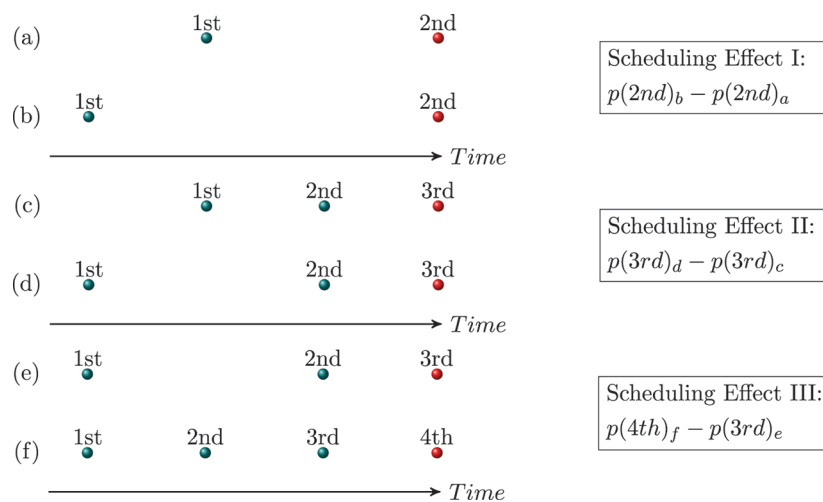 (a) 1st 2nd
Scheduling Effect I:
p(2nd)_b − p(2nd)_a
(b) 1st 2nd
Time
(c) 1st 2nd 3rd
Scheduling Effect II:
p(3rd)_d − p(3rd)_c
(d) 1st 2nd 3rd
Time
(e) 1st 2nd 3rd
Scheduling Effect III:
p(4th)_f − p(3rd)_e
(f) 1st 2nd 3rd 4th
Time